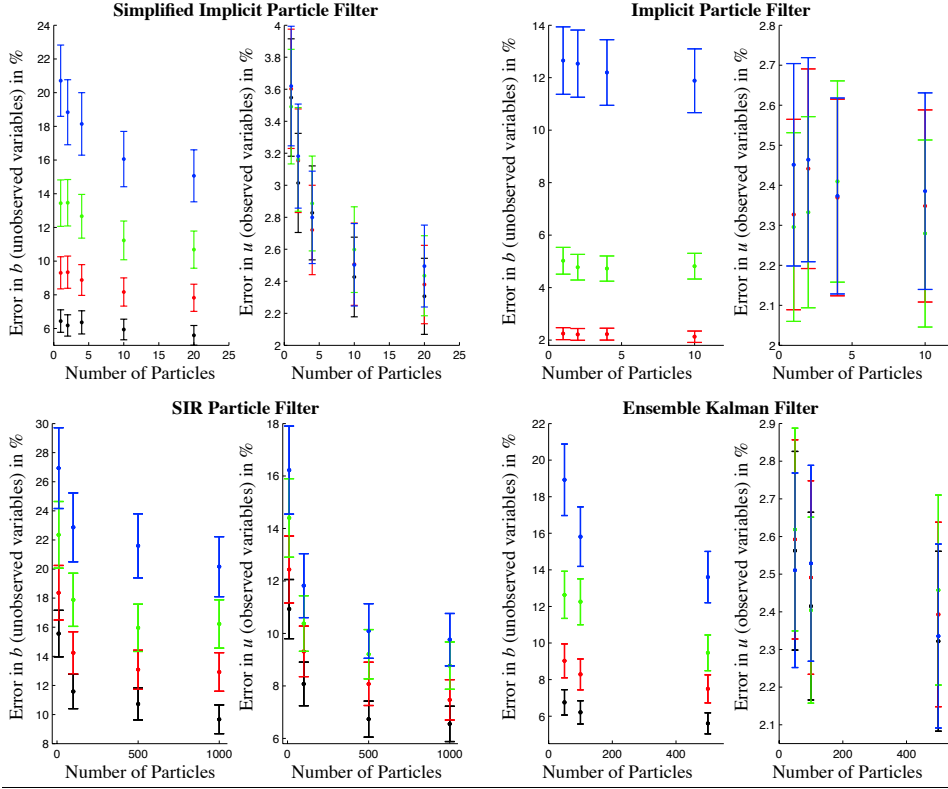 Simplified Implicit Particle Filter
Error in b (unobserved variables) in %
24
22
20
18
16
14
12
10
8
6
0 5 10 15 20 25
Number of Particles
Error in u (observed variables) in %
4
3.8
3.6
3.4
3.2
3
2.8
2.6
2.4
2.2
2
0 5 10 15 20 25
Number of Particles
Implicit Particle Filter
Error in b (unobserved variables) in %
14
12
10
8
6
4
2
0 5 10
Number of Particles
Error in u (observed variables) in %
2.8
2.7
2.6
2.5
2.4
2.3
2.2
2.1
2
0 5 10
Number of Particles
SIR Particle Filter
Error in b (unobserved variables) in %
30
28
26
24
22
20
18
16
14
12
10
8
0 500 1000
Number of Particles
Error in u (observed variables) in %
18
16
14
12
10
8
6
0 500 1000
Number of Particles
Ensemble Kalman Filter
Error in b (unobserved variables) in %
22
20
18
16
14
12
10
8
6
0 200 400
Number of Particles
Error in u (observed variables) in %
2.9
2.8
2.7
2.6
2.5
2.4
2.3
2.2
2.1
0 200 400
Number of Particles